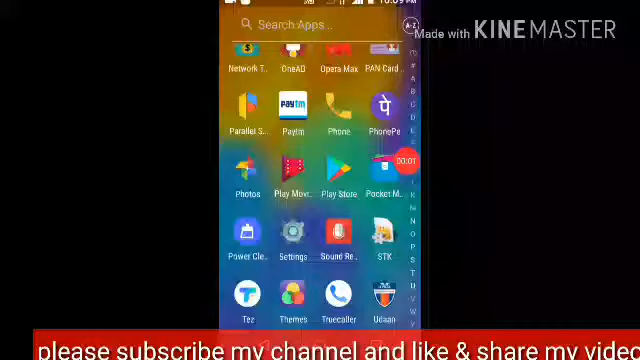 10:09
Search Apps...
A-Z
Made with KINEMASTER
Network T..
OneAD
Opera Max
PAN Card ..
paytm
पे
Parallel S...
Paytm
Phone
PhonePe
00:01
Photos
Play Movi..
Play Store
Pocket M..
Power Cle..
Settings
Sound Re..
STK
Tez
Themes
Truecaller
Udaan
please subscribe my channel and like & share my video